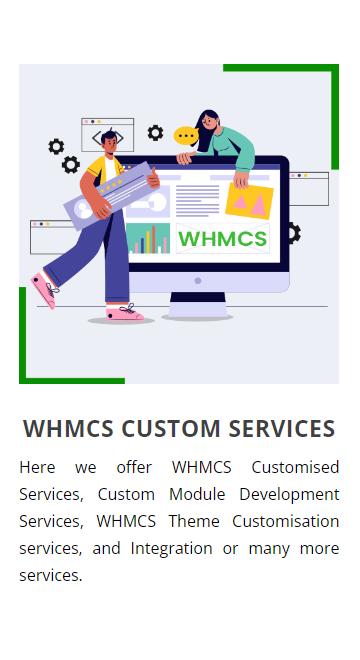 WHMCS
WHMCS CUSTOM SERVICES
Here we offer WHMCS Customised
Services, Custom Module Development
Services, WHMCS Theme Customisation
services, and Integration or many more
services.